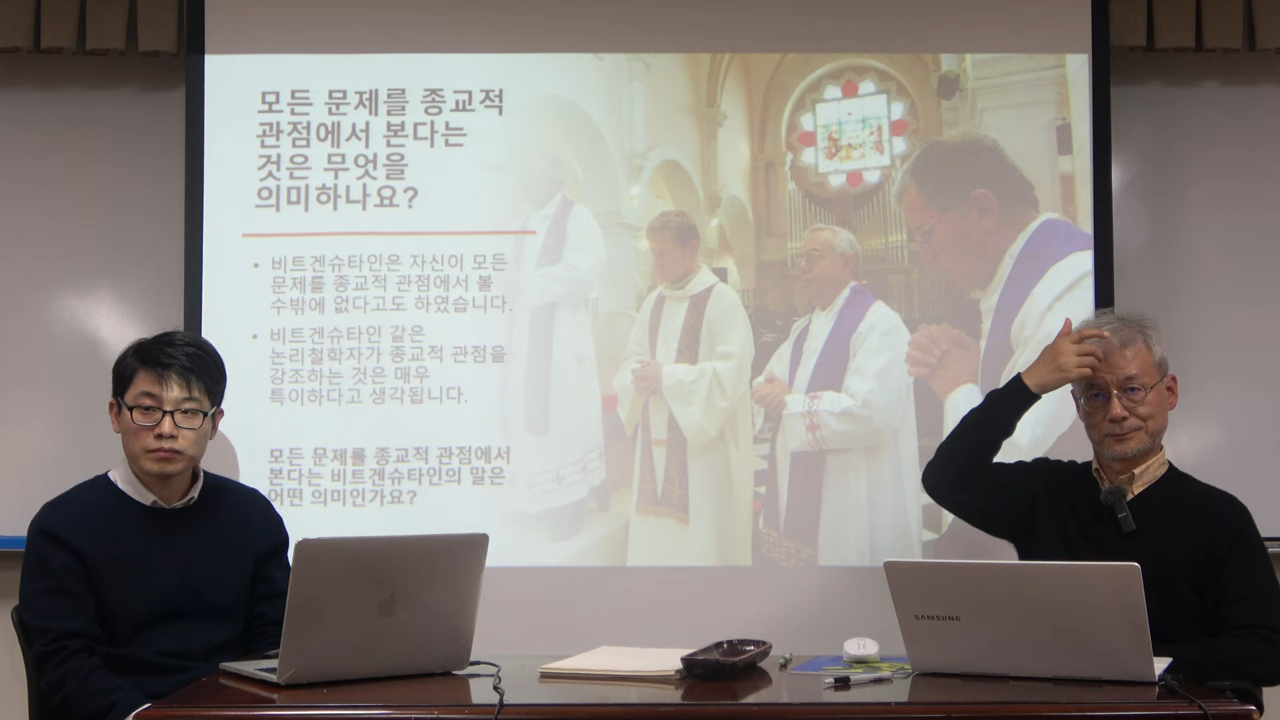 모든 문제를 종교적
관점에서 본다는
것은 무엇을
의미하나요?
• 비트겐슈타인은 자신이 모든
문제를 종교적 관점에서 볼
수밖에 없다고도 하였습니다.
• 비트겐슈타인 같은
논리철학자가 종교적 관점을
강조하는 것은 매우
특이하다고 생각됩니다.
모든 문제를 종교적 관점에서
본다는 비트겐슈타인의 말은
어떤 의미인가요?
SAMSUNG